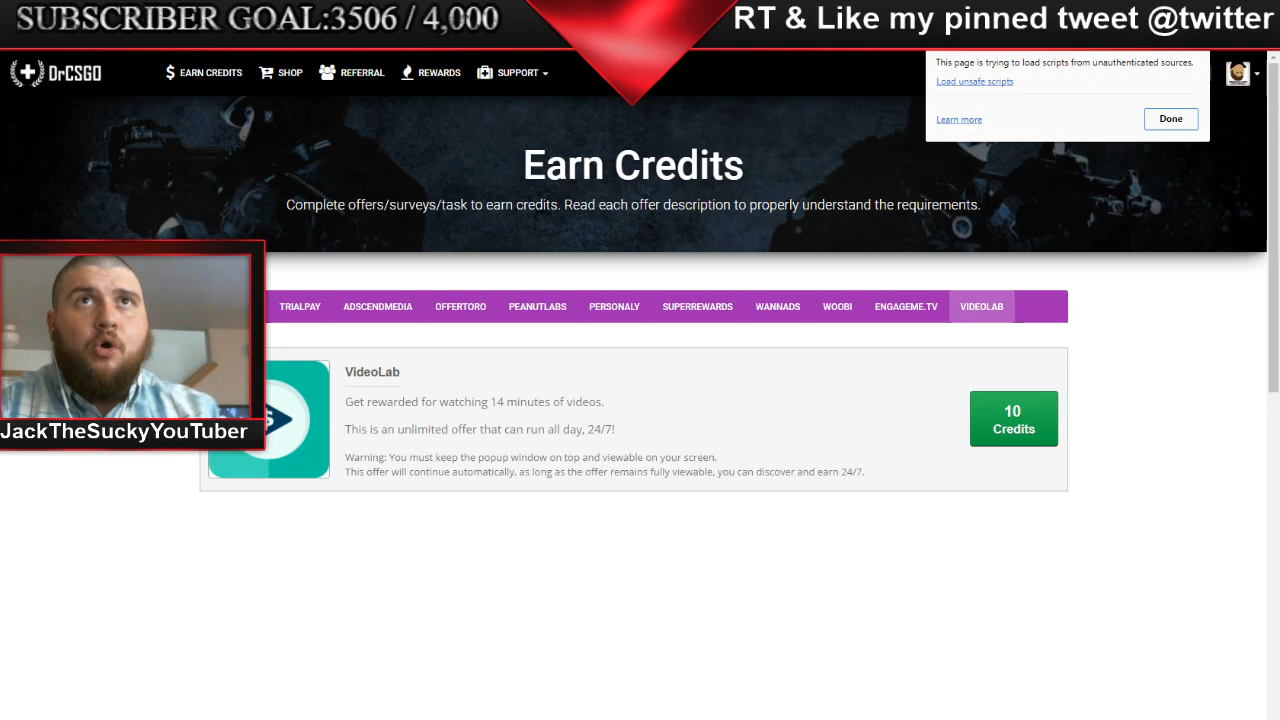 SUBSCRIBER GOAL:3506 / 4,000
RT & Like my pinned tweet @twitter
DrCSGO
EARN CREDITS
SHOP
REFERRAL
REWARDS
SUPPORT
This page is trying to load scripts from unauthenticated sources.
Load unsafe scripts
Learn more
Done
Earn Credits
Complete offers/surveys/task to earn credits. Read each offer description to properly understand the requirements.
TRIALPAY
ADSCENDMEDIA
OFFERTORO
PEANUTLABS
PERSONALY
SUPERREWARDS
WANNADS
WOOBI
ENGAGEME.TV
VIDEOLAB
JackTheSuckyYouTuber
$
VideoLab
Get rewarded for watching 14 minutes of videos.
This is an unlimited offer that can run all day, 24/7!
Warning: You must keep the popup window on top and viewable on your screen.
This offer will continue automatically, as long as the offer remains fully viewable, you can discover and earn 24/7.
10
Credits